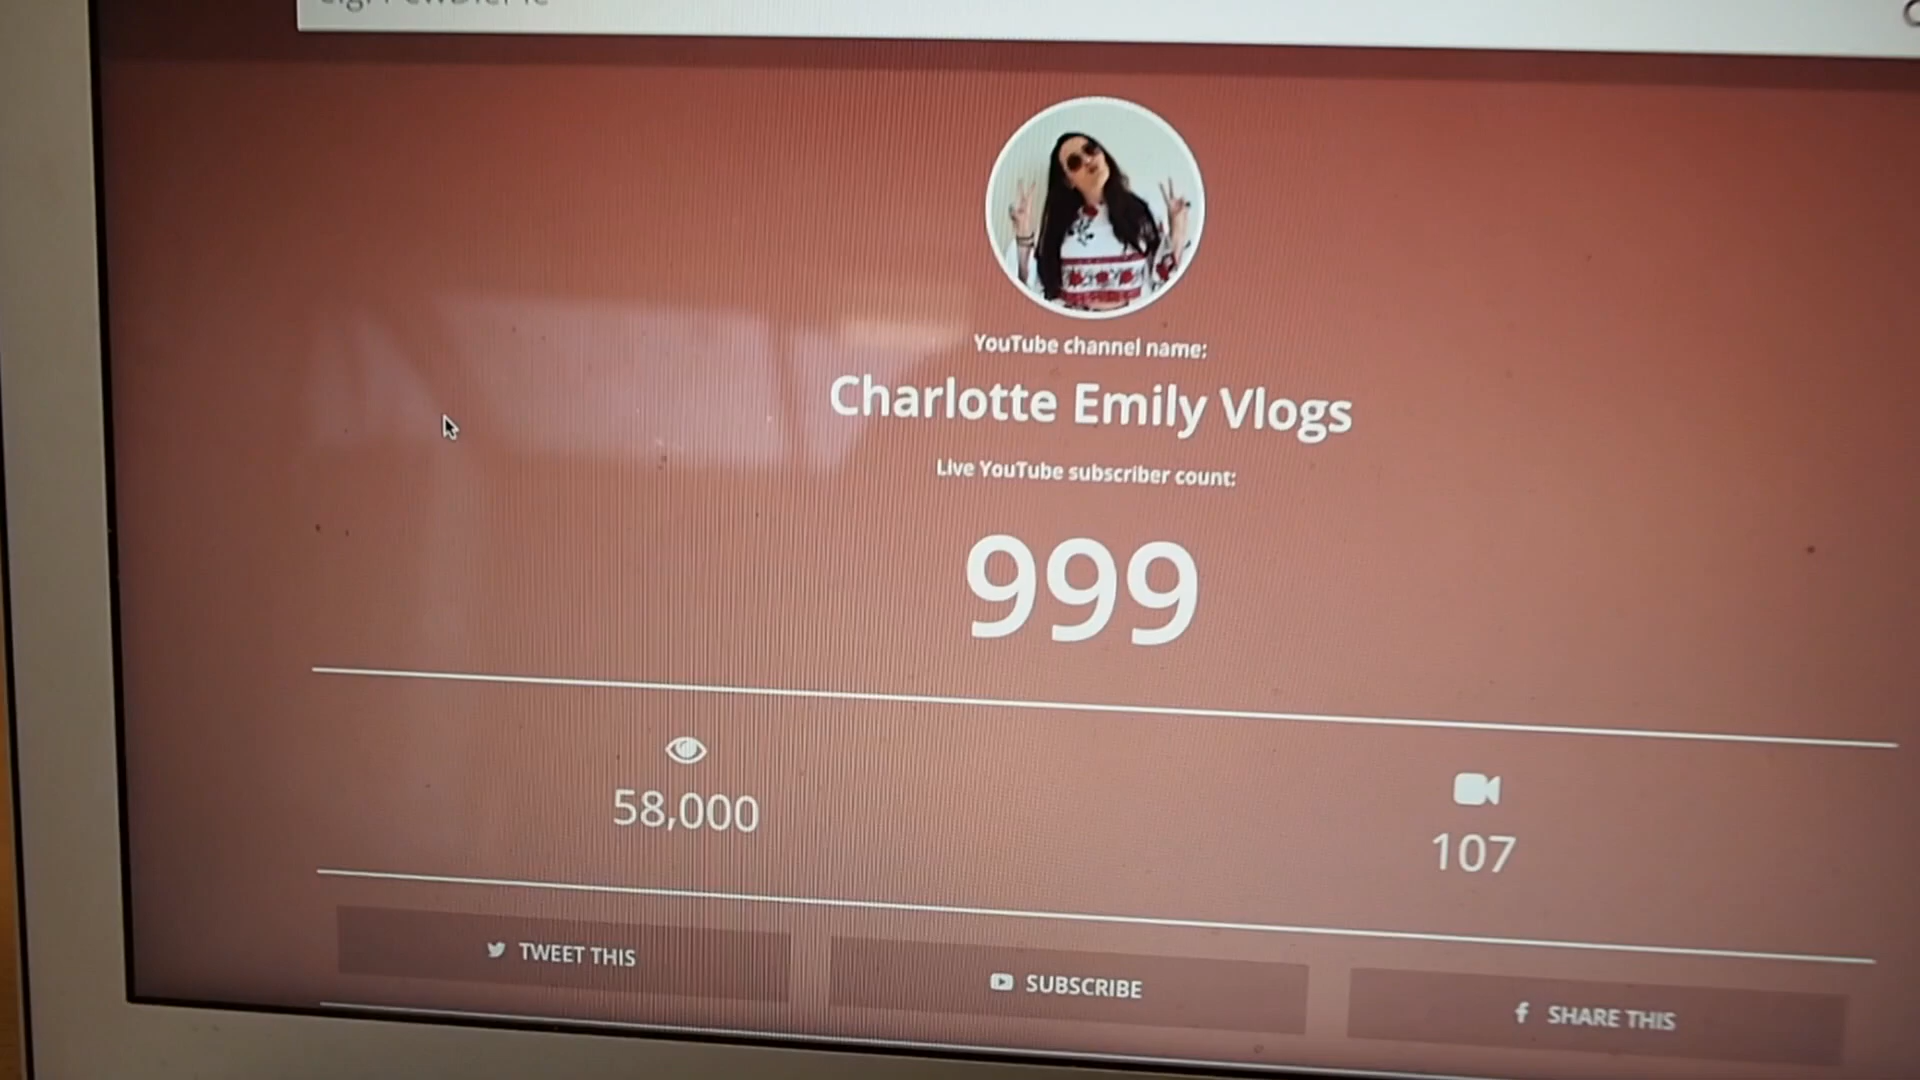 YouTube channel name:
Charlotte Emily Vlogs
Live YouTube subscriber count:
999
58,000
107
TWEET THIS
SUBSCRIBE
SHARE THIS